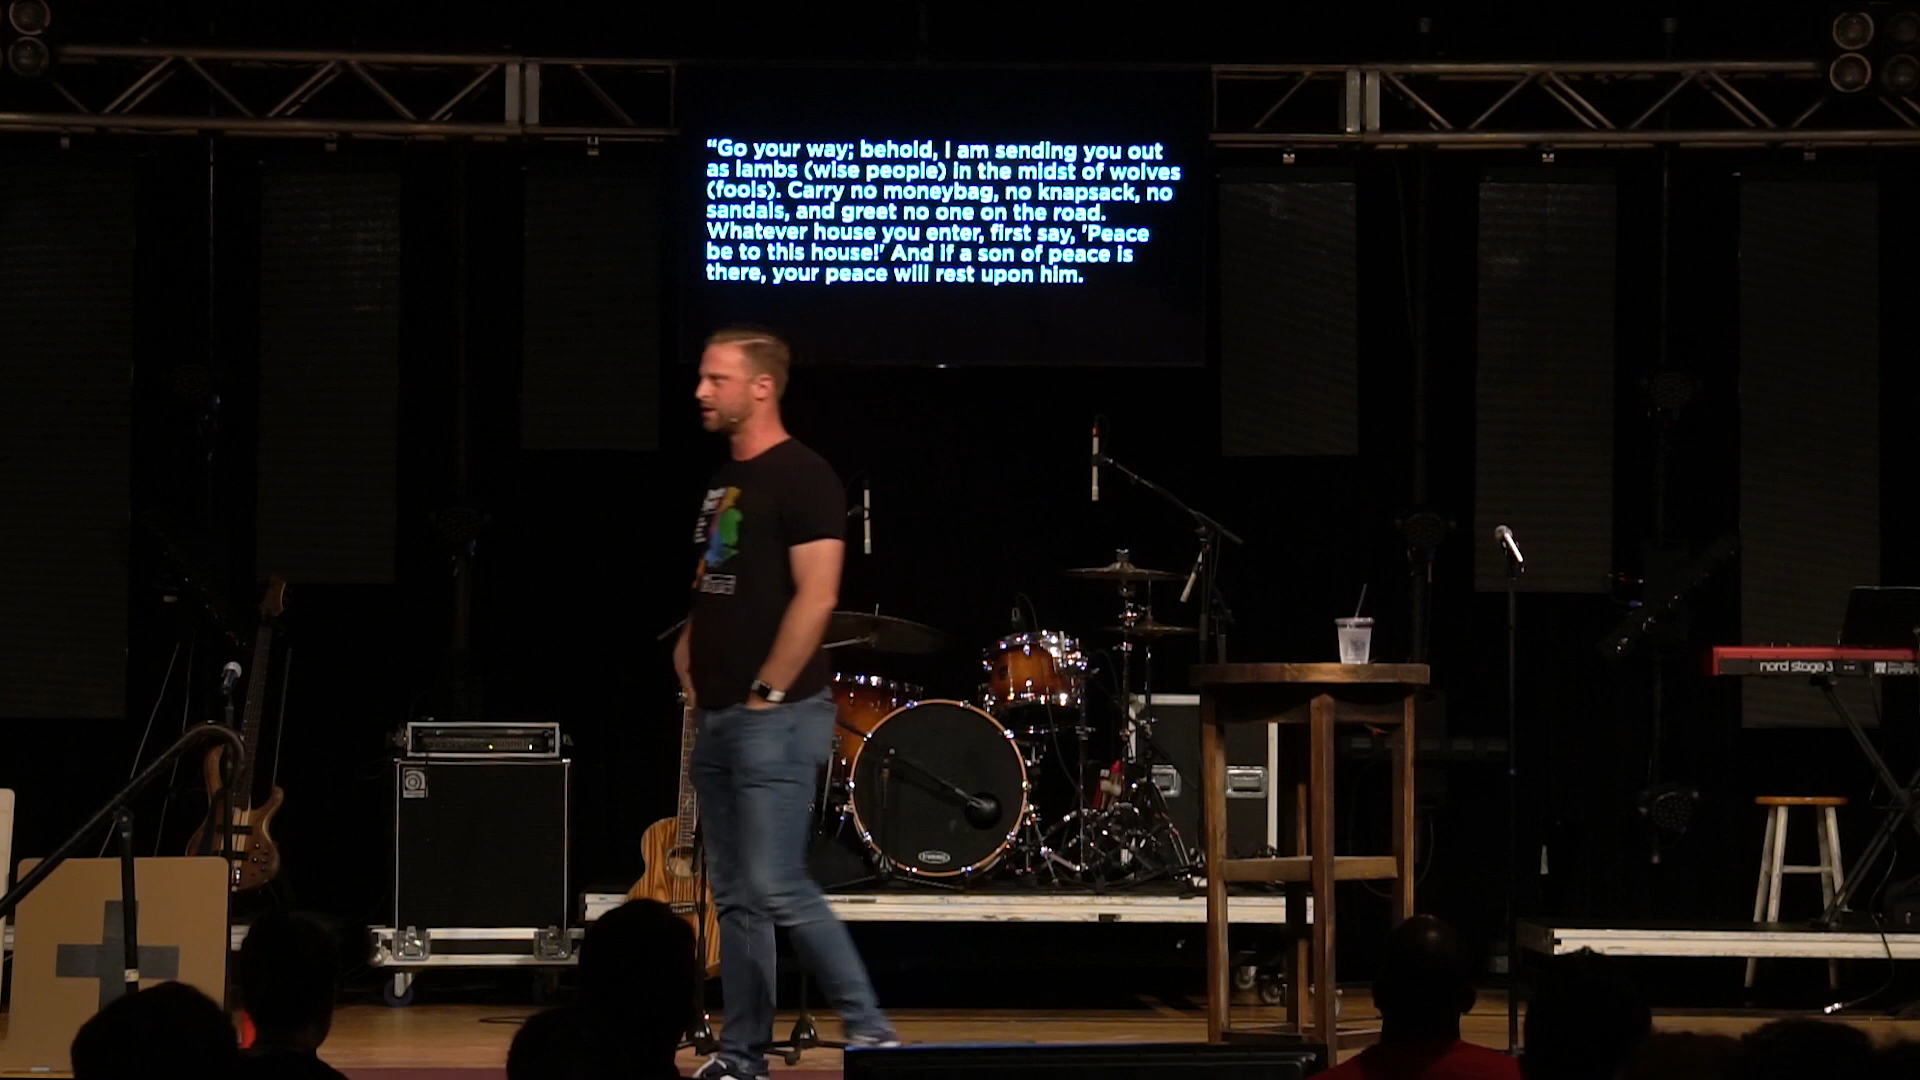 “Go your way; behold, I am sending you out
as lambs (wise people) in the midst of wolves
(fools). Carry no moneybag, no knapsack, no
sandals, and greet no one on the road.
Whatever house you enter, first say, 'Peace
be to this house!' And if a son of peace is
there, your peace will rest upon him.
nord stage 3